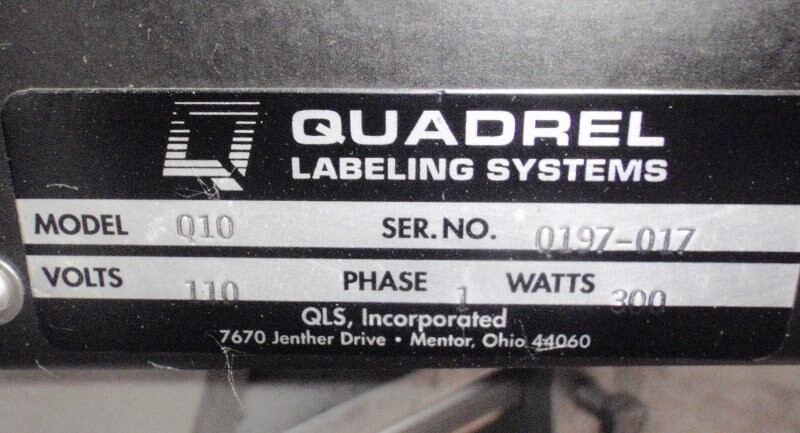 QUADREL
LABELING SYSTEMS
MODEL Q10 SER. NO. Q197-017
VOLTS 110 PHASE 1 WATTS 300
QLS, Incorporated
7670 Jenther Drive • Mentor, Ohio 44060